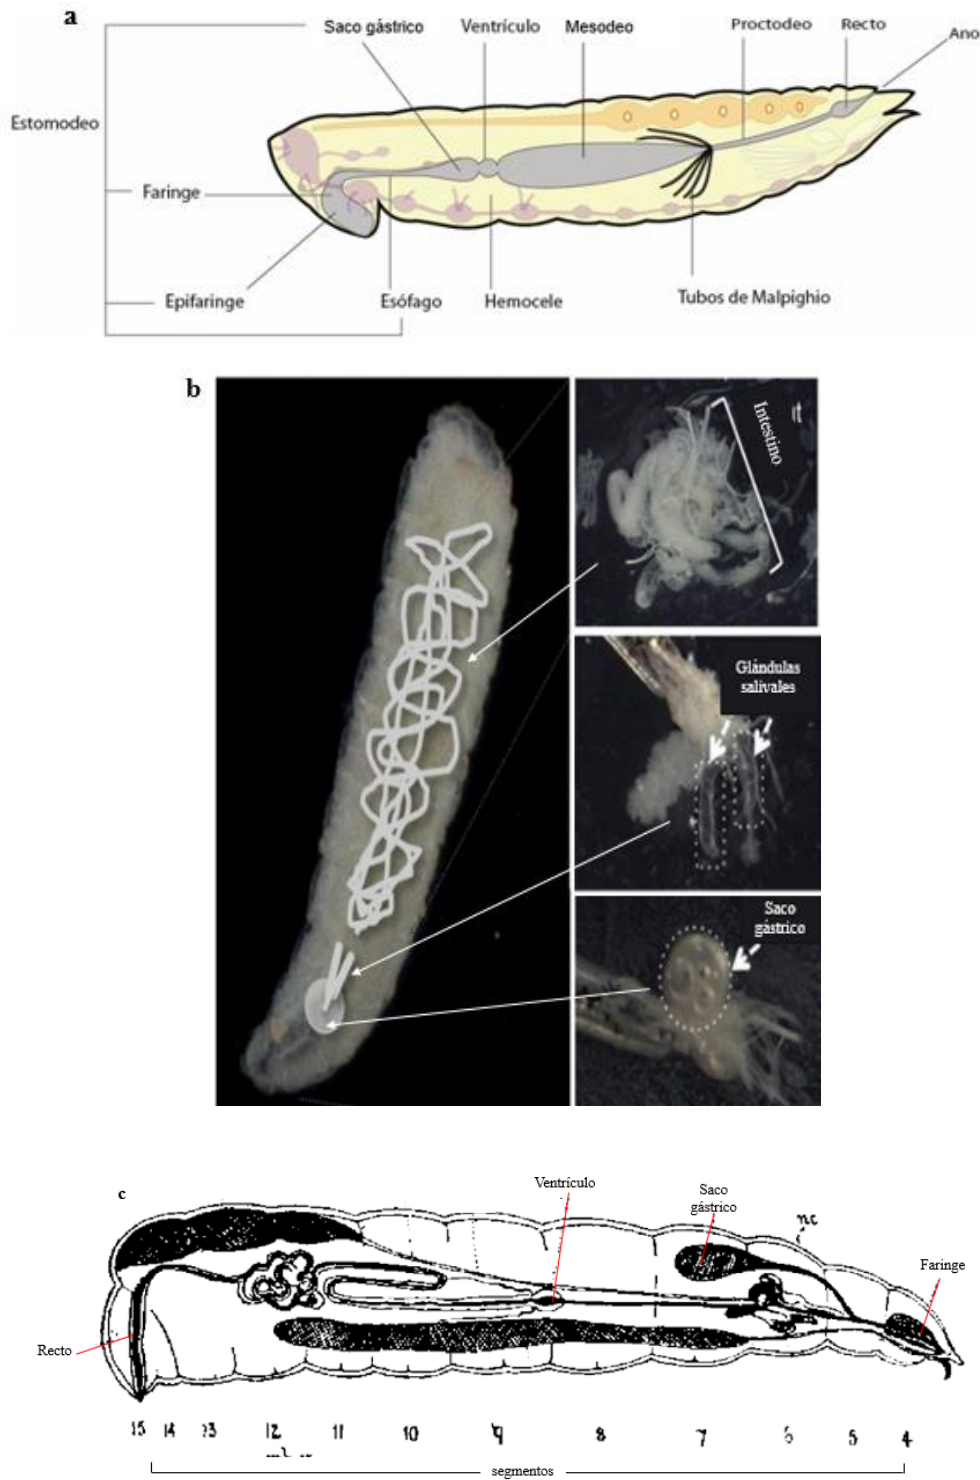 a
Saco gástrico
Ventrículo
Mesodeo
Proctodeo
Recto
Ano
Estomodeo
Faringe
Epifaringe
Esófago
Hemocele
Tubos de Malpighio
b
Intestino
Glándulas
salivales
Saco
gástrico
c
Ventrículo
Saco
gástrico
nc
Faringe
Recto
15 14 13 12 11 10 9 8 7 6 5 4
segmentos